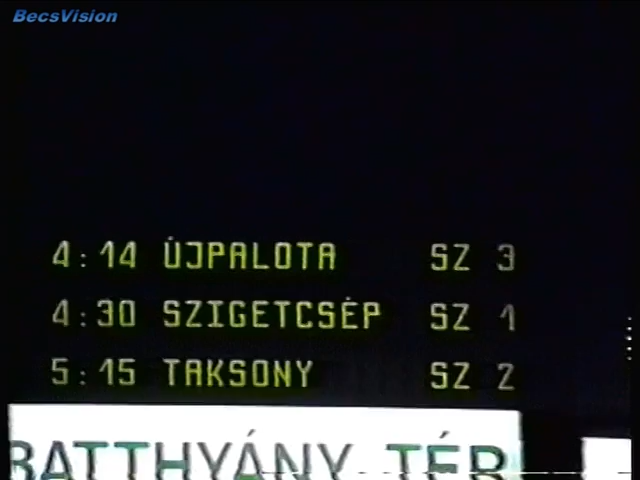 BecsVision
4:14 ÚJPALOTA SZ 3
4:30 SZIGETCSÉP SZ 1
5:15 TAKSONY SZ 2
BATTHYÁNY TÉR